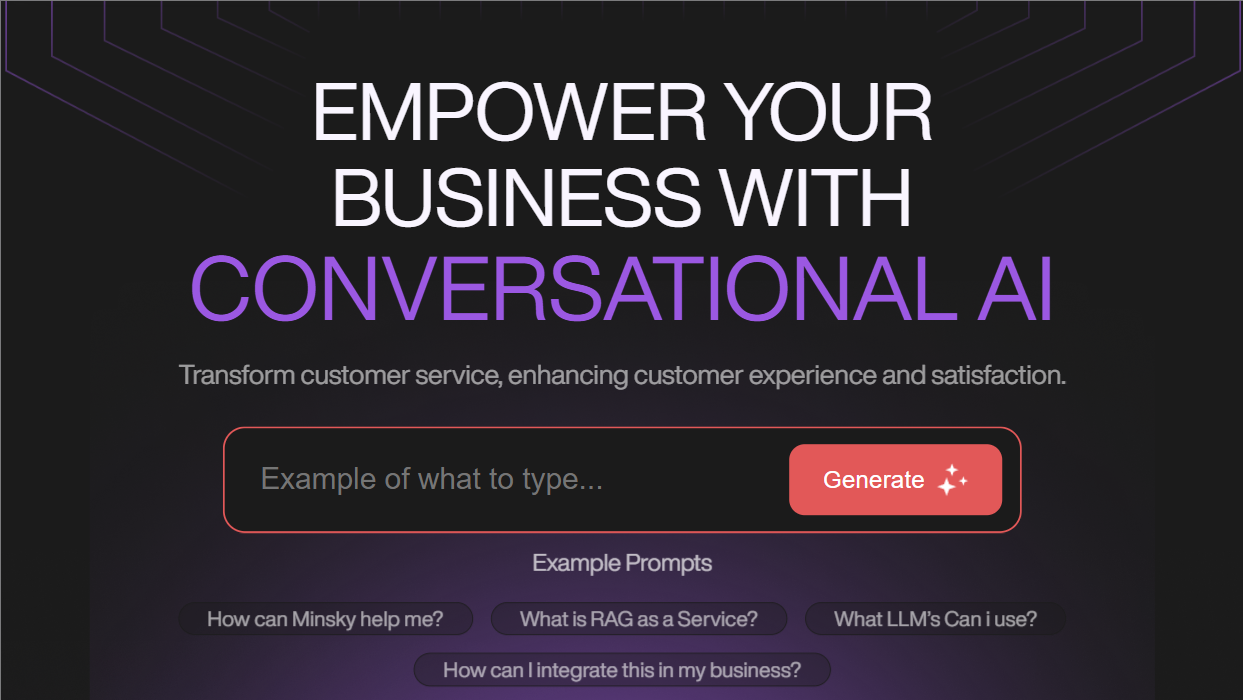 EMPOWER YOUR
BUSINESS WITH
CONVERSATIONAL AI
Transform customer service, enhancing customer experience and satisfaction.
Example of what to type...
Generate
Example Prompts
How can Minsky help me?
What is RAG as a Service?
What LLM's Can i use?
How can I integrate this in my business?